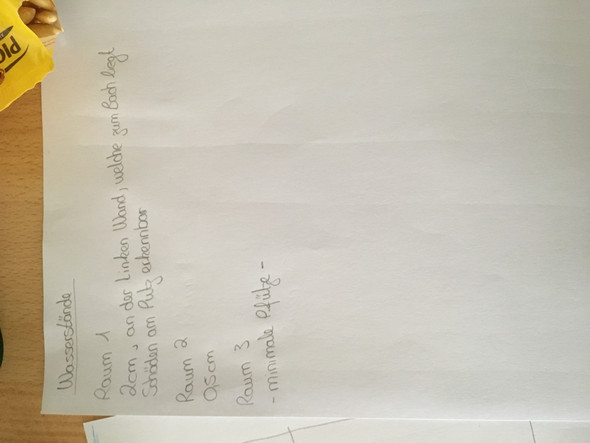 Wasserstände
Raum 1
2cm, an der Linken Wand, welche zum Bach liegt
Schäden am Putz erkennbar
Raum 2
0,5cm
Raum 3
- minimale Pfütze -
PIC